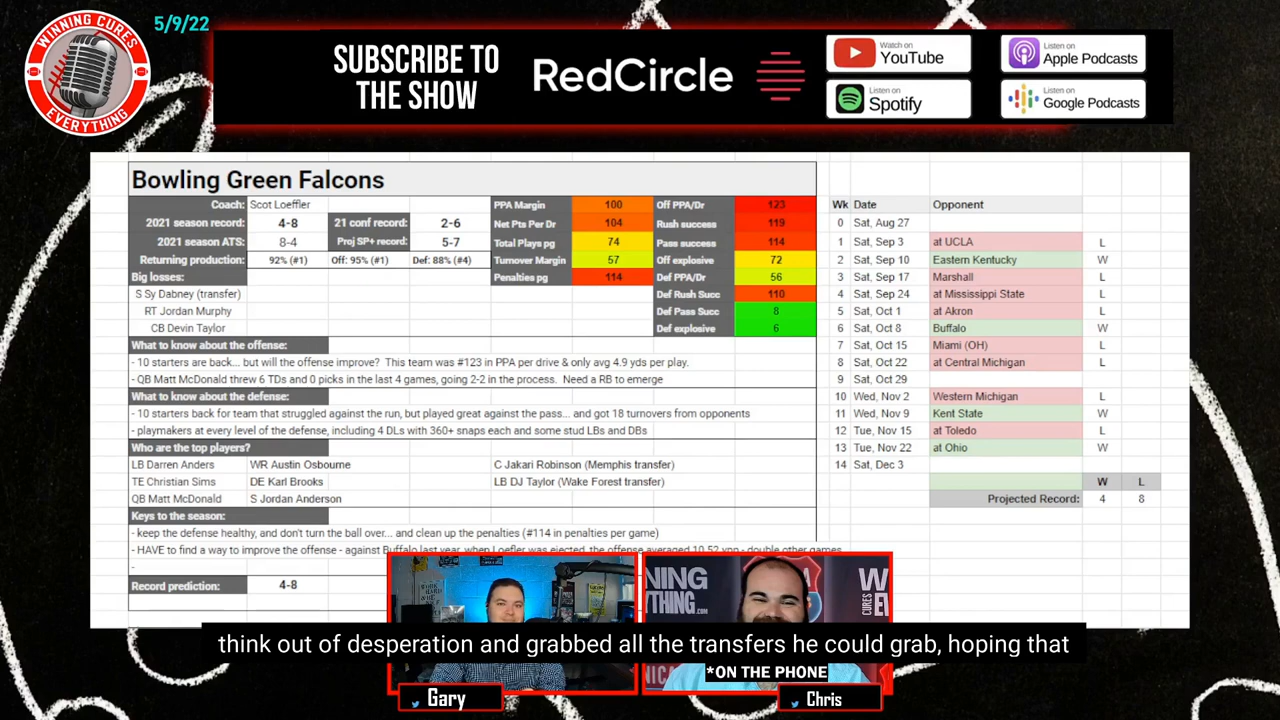 5/9/22
WINNING CURES
EVERYTHING
SUBSCRIBE TO
THE SHOW
RedCircle
Watch on
YouTube
Listen on
Apple Podcasts
Listen on
Spotify
Listen on
Google Podcasts
Bowling Green Falcons
Coach: Scot Loeffler
2021 season record: 4-8 21 conf record: 2-6
2021 season ATS: 8-4 Proj SP+ record: 5-7
Returning production: 92% (#1) Off: 95% (#1) Def: 88% (#4)
Big losses:
S Sy Dabney (transfer)
RT Jordan Murphy
CB Devin Taylor
PPA Margin 100 Off PPA/Dr 123
Net Pts Per Dr 104 Rush success 119
Total Plays pg 74 Pass success 114
Turnover Margin 57 Off explosive 72
Penalties pg 114 Def PPA/Dr 56
Def Rush Succ 110
Def Pass Succ 8
Def explosive 6
What to know about the offense:
- 10 starters are back... but will the offense improve? This team was #123 in PPA per drive & only avg 4.9 yds per play.
- QB Matt McDonald threw 6 TDs and 0 picks in the last 4 games, going 2-2 in the process. Need a RB to emerge
What to know about the defense:
- 10 starters back for team that struggled against the run, but played great against the pass... and got 18 turnovers from opponents
- playmakers at every level of the defense, including 4 DLs with 360+ snaps each and some stud LBs and DBs
Who are the top players?
LB Darren Anders WR Austin Osbourne C Jakari Robinson (Memphis transfer)
TE Christian Sims DE Karl Brooks LB DJ Taylor (Wake Forest transfer)
QB Matt McDonald S Jordan Anderson
Keys to the season:
- keep the defense healthy, and don't turn the ball over... and clean up the penalties (#114 in penalties per game)
- HAVE to find a way to improve the offense - against Buffalo last year, when Loefler was ejected, the offense averaged 10.52 ypp - double other games
-
Record prediction: 4-8
Wk Date Opponent
0 Sat, Aug 27
1 Sat, Sep 3 at UCLA L
2 Sat, Sep 10 Eastern Kentucky W
3 Sat, Sep 17 Marshall L
4 Sat, Sep 24 at Mississippi State L
5 Sat, Oct 1 at Akron L
6 Sat, Oct 8 Buffalo W
7 Sat, Oct 15 Miami (OH) L
8 Sat, Oct 22 at Central Michigan L
9 Sat, Oct 29
10 Wed, Nov 2 Western Michigan L
11 Wed, Nov 9 Kent State W
12 Tue, Nov 15 at Toledo L
13 Tue, Nov 22 at Ohio W
14 Sat, Dec 3
W L
Projected Record: 4 8
think out of desperation and grabbed all the transfers he could grab, hoping that
*ON THE PHONE
Gary
Chris